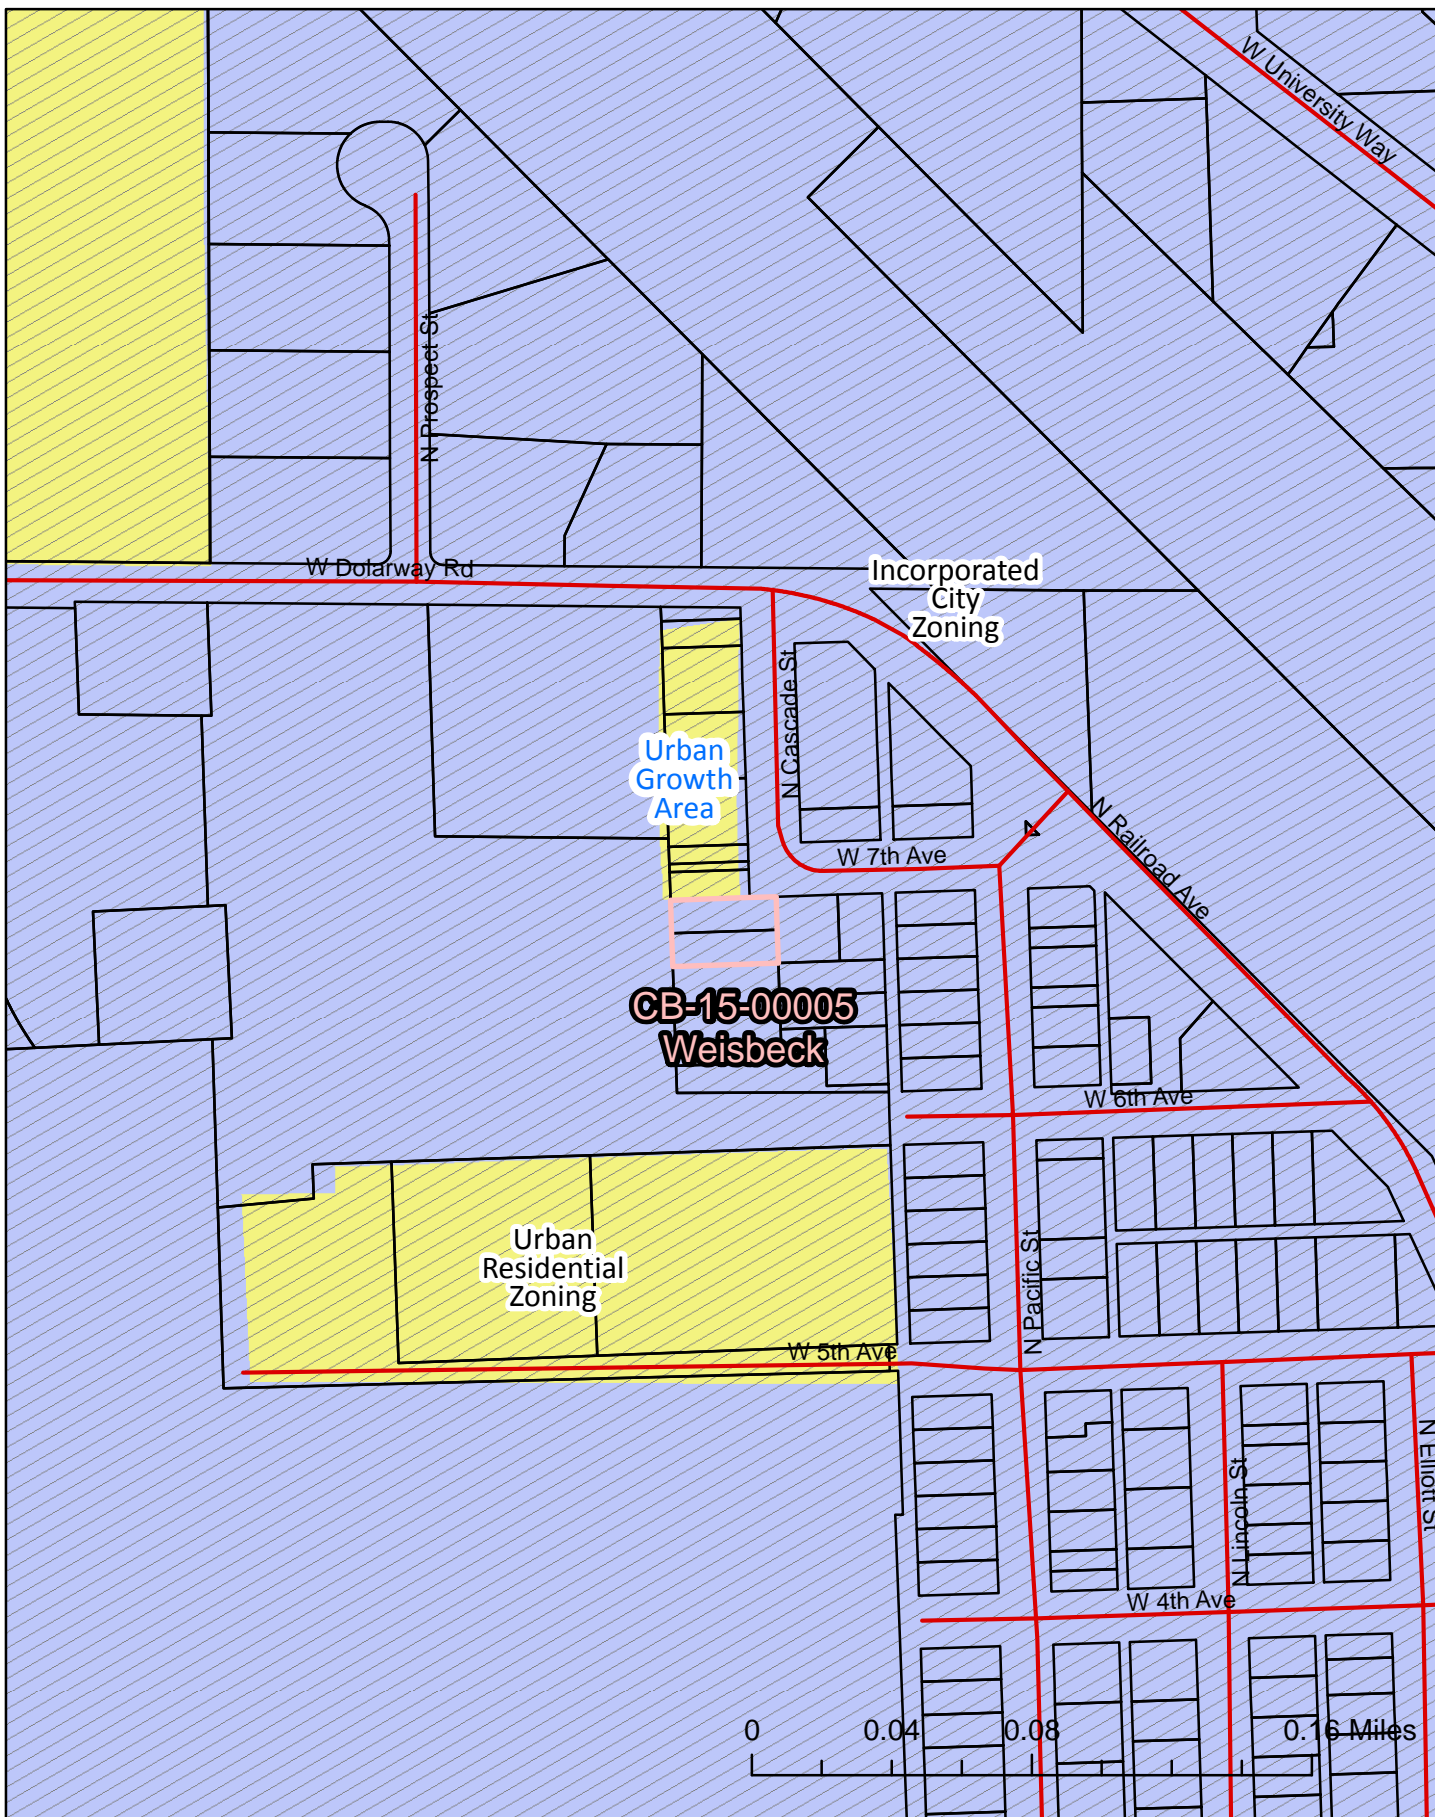 W University Way
N Prospect St
W Dolarway Rd
Incorporated
City
Zoning
N Cascade St
Urban
Growth
Area
N Railroad Ave
W 7th Ave
CB-15-00005
Weisbeck
W 6th Ave
Urban
Residential
Zoning
N Pacific St
W 5th Ave
N Elliott St
N Lincoln St
W 4th Ave
0 0.04 0.08 0.16 Miles